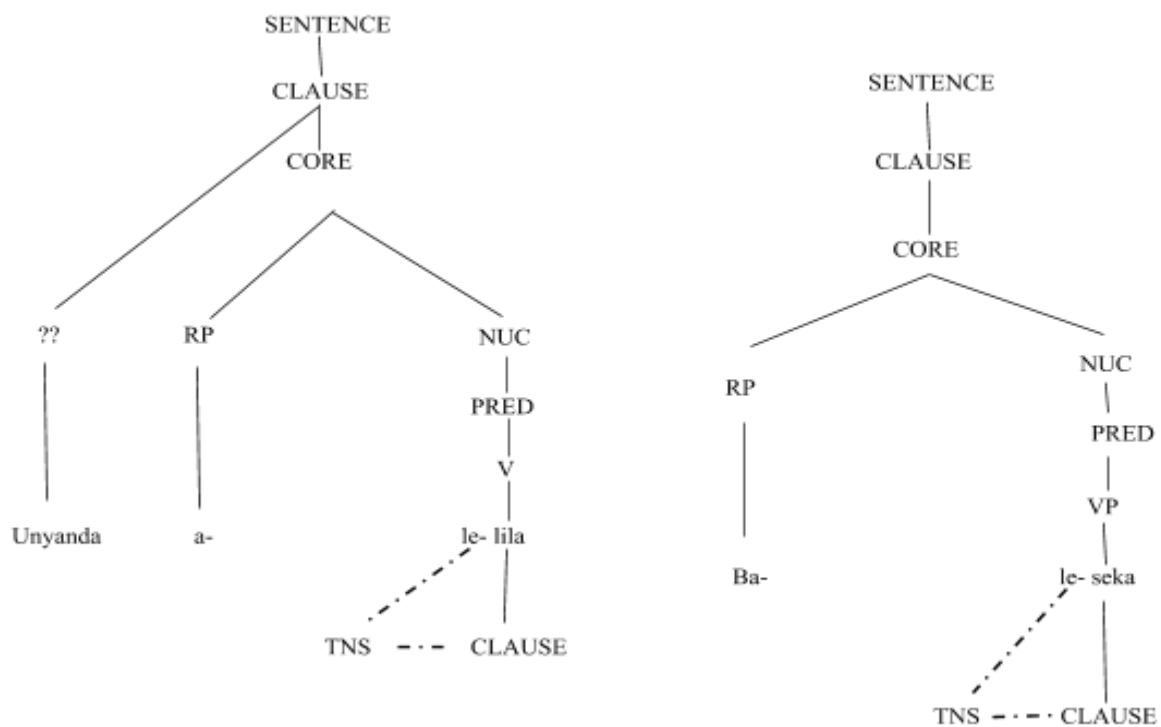 SENTENCE
CLAUSE
CORE
?? RP NUC
PRED
V
Unyanda a- le- lila
TNS CLAUSE
SENTENCE
CLAUSE
CORE
RP NUC
PRED
VP
Ba- le- seka
TNS CLAUSE